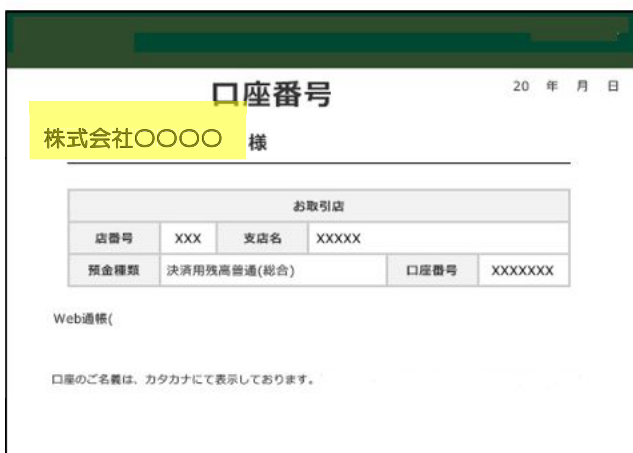 口座番号
20 年 月 日
株式会社〇〇〇〇 様
お取引店
店番号 XXX 支店名 XXXXX
預金種類 決済用残高普通(総合) 口座番号 XXXXXXX
Web通帳(
口座のご名義は、カタカナにて表示しております。